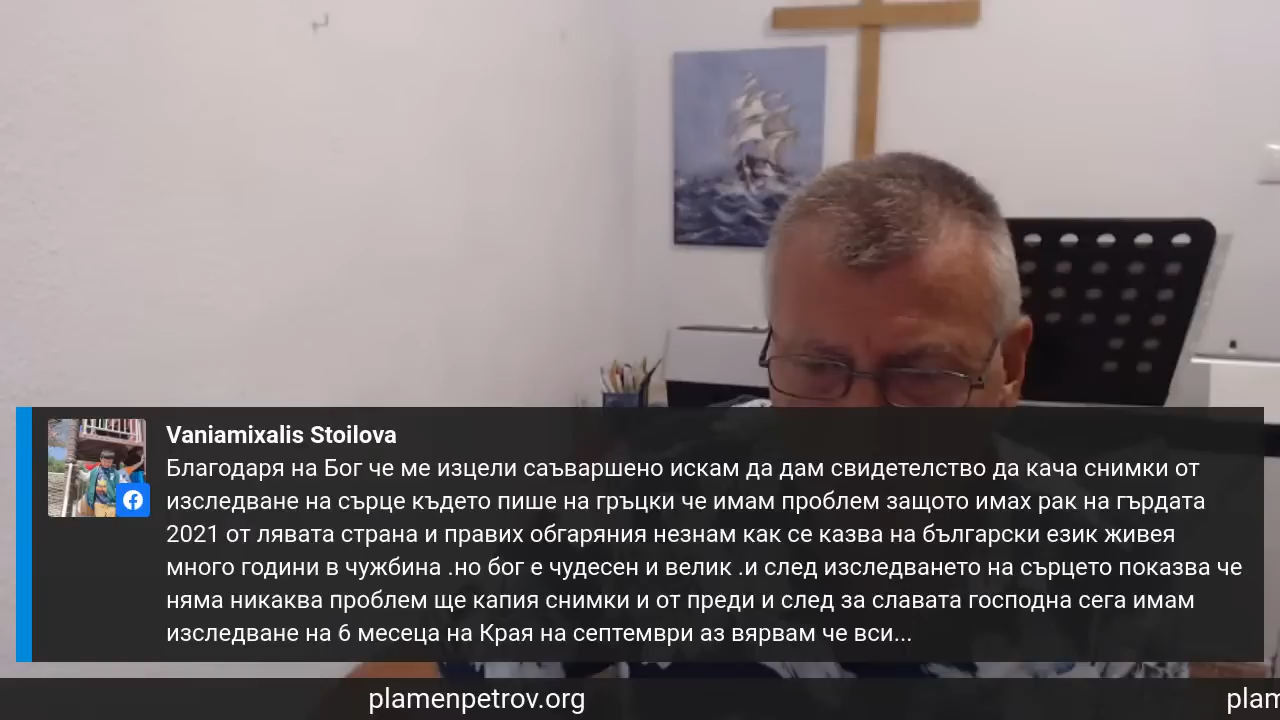 Vaniamixalis Stoilova
Благодаря на Бог че ме изцели саъваршено искам да дам свидетелство да кача снимки от
изследване на сърце където пише на гръцки че имам проблем защото имах рак на гърдата
2021 от лявата страна и правих обгаряния незнам как се казва на български език живея
много години в чужбина .но бог е чудесен и велик .и след изследването на сърцето показва че
няма никаква проблем ще капия снимки и от преди и след за славата господна сега имам
изследване на 6 месеца на Края на септември аз вярвам че вси...
plamenpetrov.org
plam